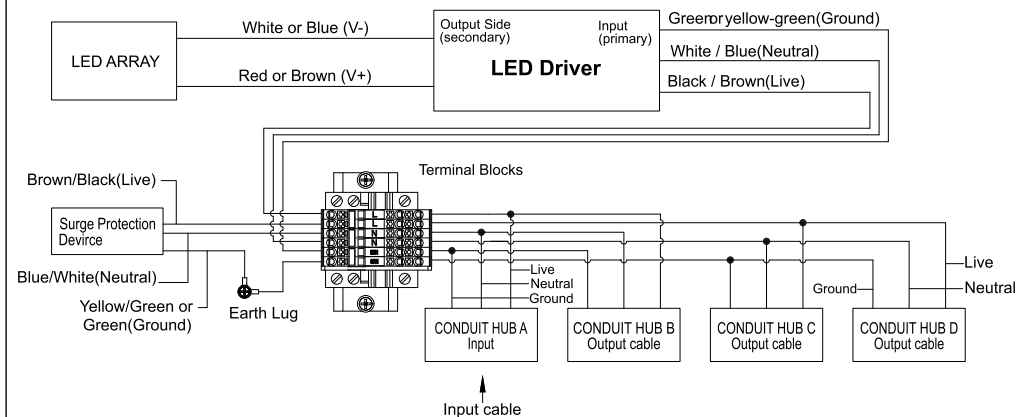 White or Blue (V-)
LED ARRAY
Red or Brown (V+)
Output Side
(secondary)
Input
(primary)
LED Driver
Greenoryellow-green(Ground)
White / Blue(Neutral)
Black / Brown(Live)
Terminal Blocks
Brown/Black(Live)
Surge Protection
Devirce
Blue/White(Neutral)
Yellow/Green or
Green(Ground)
Earth Lug
L
L
N
N
Live
Neutral
Ground
Ground
Live
Neutral
CONDUIT HUB A
Input
CONDUIT HUB B
Output cable
CONDUIT HUB C
Output cable
CONDUIT HUB D
Output cable
Input cable